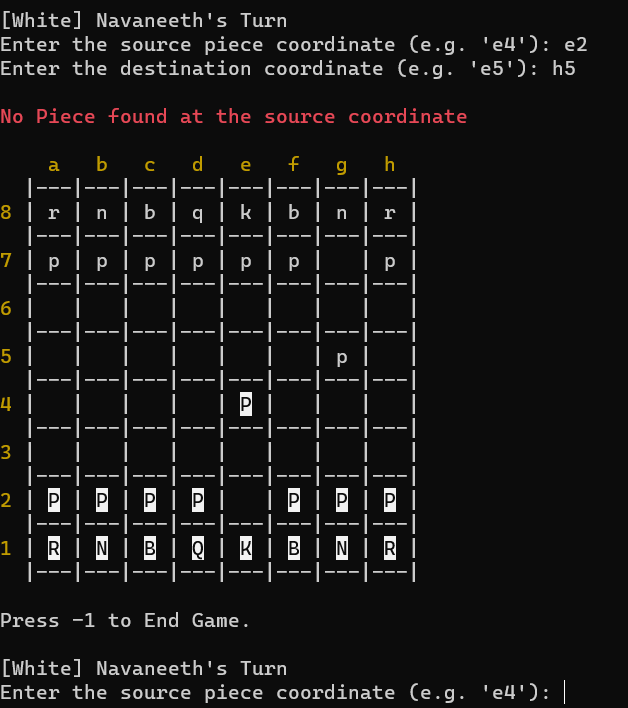 [White] Navaneeth's Turn
Enter the source piece coordinate (e.g. 'e4'): e2
Enter the destination coordinate (e.g. 'e5'): h5
No Piece found at the source coordinate
a b c d e f g h
|---|---|---|---|---|---|---|---|
8 | r | n | b | q | k | b | n | r |
|---|---|---|---|---|---|---|---|
7 | p | p | p | p | p | p |   | p |
|---|---|---|---|---|---|---|---|
6 |   |   |   |   |   |   |   |   |
|---|---|---|---|---|---|---|---|
5 |   |   |   |   |   |   | p |   |
|---|---|---|---|---|---|---|---|
4 |   |   |   |   | P |   |   |   |
|---|---|---|---|---|---|---|---|
3 |   |   |   |   |   |   |   |   |
|---|---|---|---|---|---|---|---|
2 | P | P | P | P |   | P | P | P |
|---|---|---|---|---|---|---|---|
1 | R | N | B | Q | K | B | N | R |
|---|---|---|---|---|---|---|---|
Press -1 to End Game.
[White] Navaneeth's Turn
Enter the source piece coordinate (e.g. 'e4'):